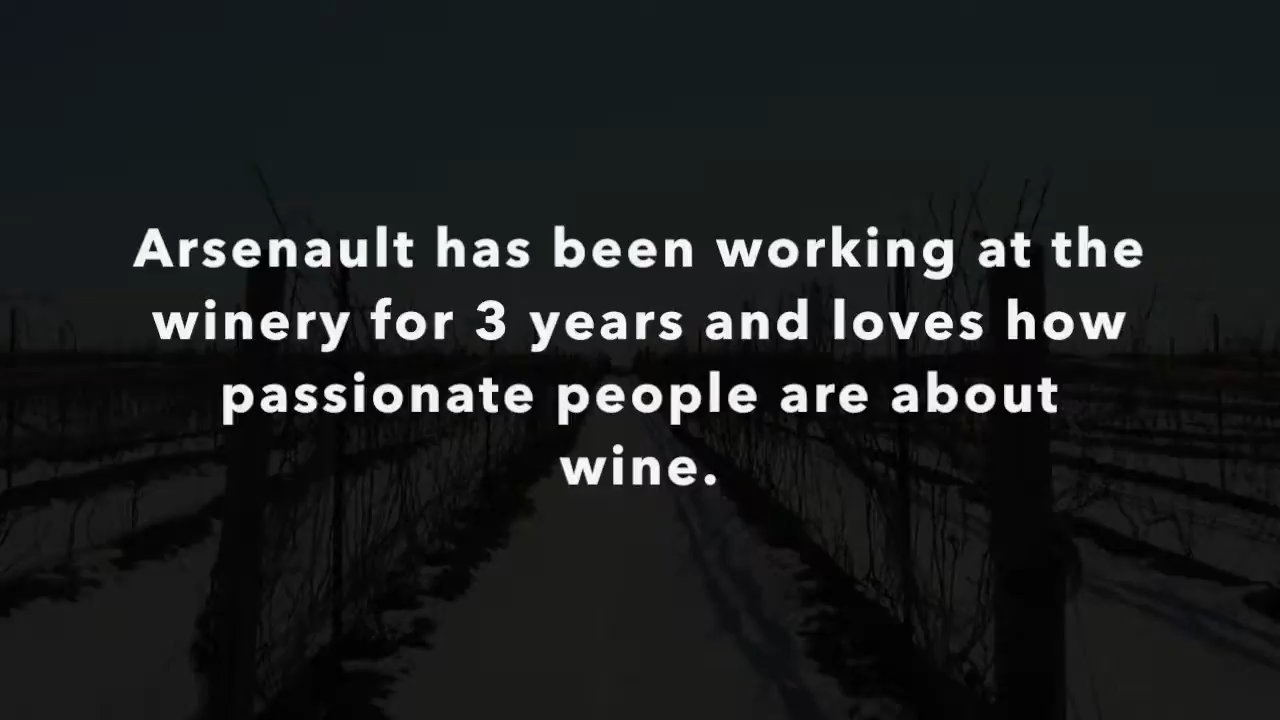 Arsenault has been working at the
winery for 3 years and loves how
passionate people are about
wine.